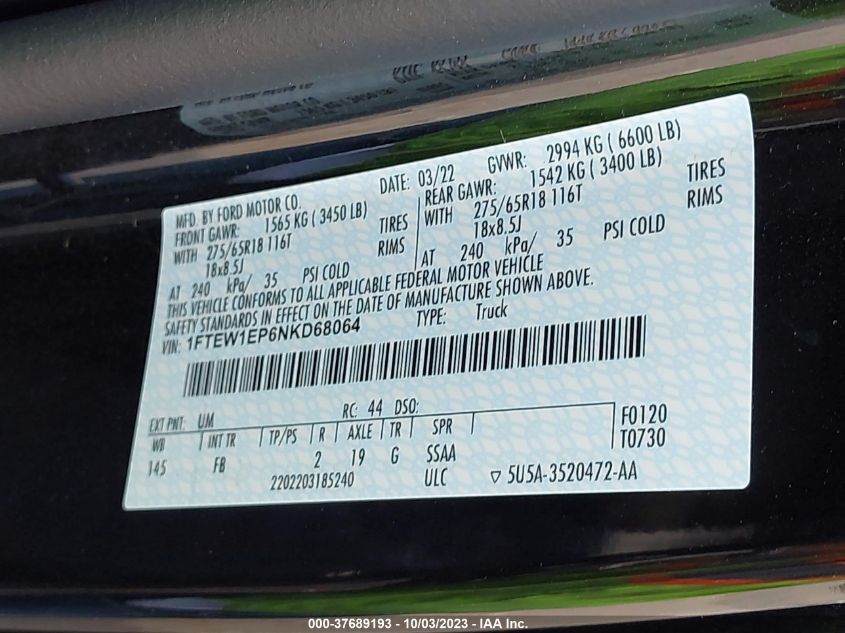 MFD. BY FORD MOTOR CO. DATE: 03/22 GVWR: 2994 KG ( 6600 LB)
FRONT GAWR: 1565 KG ( 3450 LB) REAR GAWR: 1542 KG ( 3400 LB)
WITH 275/65R18 116T TIRES WITH 275/65R18 116T TIRES
18x8.5J RIMS 18x8.5J RIMS
AT 240 kPa/ 35 PSI COLD AT 240 kPa/ 35 PSI COLD
THIS VEHICLE CONFORMS TO ALL APPLICABLE FEDERAL MOTOR VEHICLE
SAFETY STANDARDS IN EFFECT ON THE DATE OF MANUFACTURE SHOWN ABOVE.
VIN: 1FTEW1EP6NKD68064 TYPE: Truck
EXT PNT: UM RC: 44 DSO:
WB INT TR TP/PS R AXLE TR SPR F0120
145 FB 2 19 G SSAA T0730
2202203185240 ULC ▽ 5U5A-3520472-AA
000-37689193 - 10/03/2023 - IAA Inc.